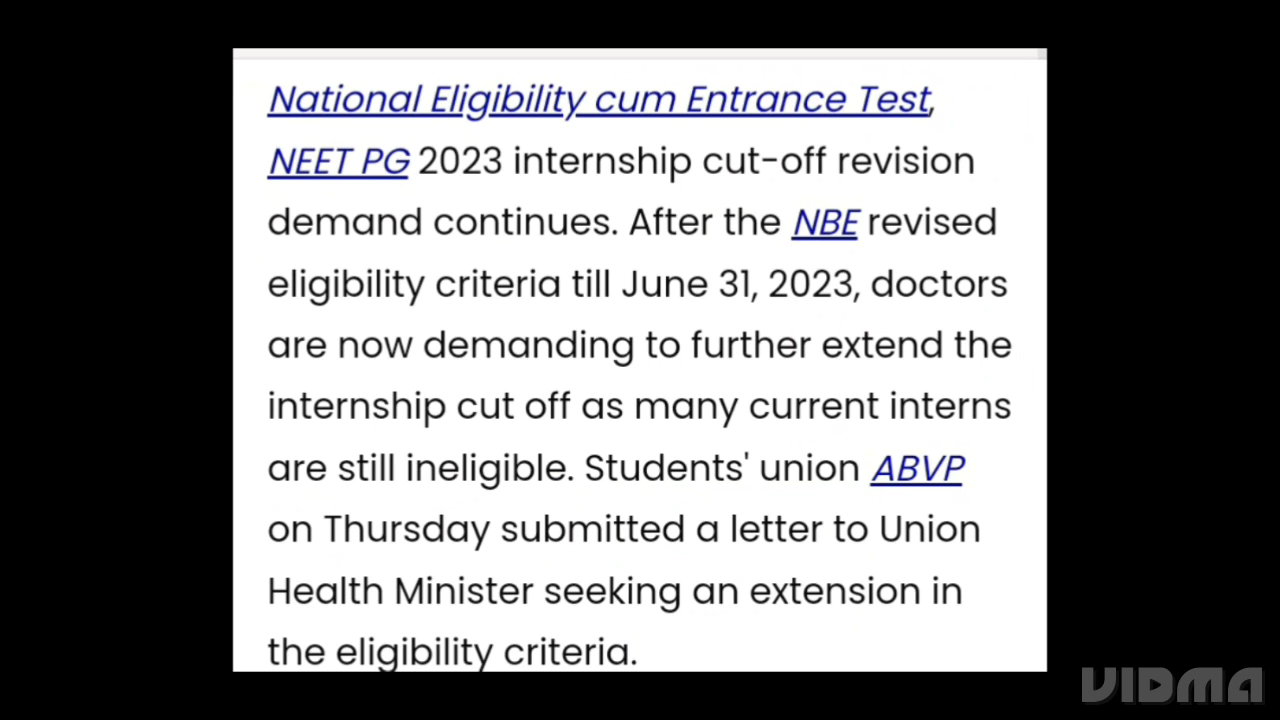 National Eligibility cum Entrance Test,
NEET PG 2023 internship cut-off revision
demand continues. After the NBE revised
eligibility criteria till June 31, 2023, doctors
are now demanding to further extend the
internship cut off as many current interns
are still ineligible. Students' union ABVP
on Thursday submitted a letter to Union
Health Minister seeking an extension in
the eligibility criteria.
VIDMA